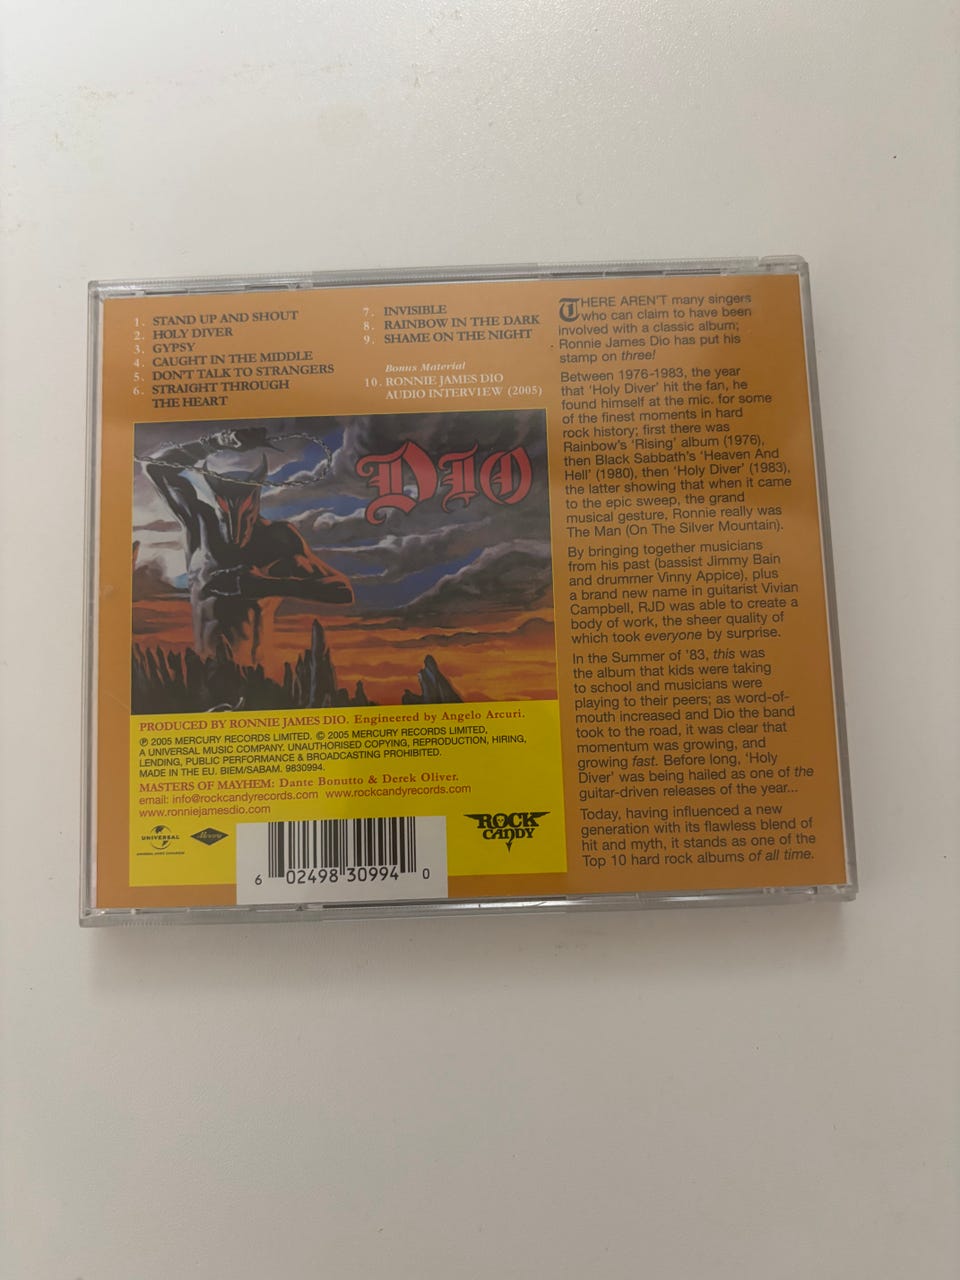 1. STAND UP AND SHOUT
2. HOLY DIVER
3. GYPSY
4. CAUGHT IN THE MIDDLE
5. DON'T TALK TO STRANGERS
6. STRAIGHT THROUGH
THE HEART
7. INVISIBLE
8. RAINBOW IN THE DARK
9. SHAME ON THE NIGHT
Bonus Material
10. RONNIE JAMES DIO
AUDIO INTERVIEW (2005)
DIO
PRODUCED BY RONNIE JAMES DIO. Engineered by Angelo Arcuri.
℗ 2005 MERCURY RECORDS LIMITED. © 2005 MERCURY RECORDS LIMITED,
A UNIVERSAL MUSIC COMPANY. UNAUTHORISED COPYING, REPRODUCTION, HIRING,
LENDING, PUBLIC PERFORMANCE & BROADCASTING PROHIBITED.
MADE IN THE EU. BIEM/SABAM. 9830994.
MASTERS OF MAYHEM: Dante Bonutto & Derek Oliver.
email: info@rockcandyrecords.com www.rockcandyrecords.com
www.ronniejamesdio.com
UNIVERSAL
Mercury
ROCK
CANDY
6 02498 30994 0
THERE AREN'T many singers
who can claim to have been
involved with a classic album;
Ronnie James Dio has put his
stamp on three!
Between 1976-1983, the year
that 'Holy Diver' hit the fan, he
found himself at the mic. for some
of the finest moments in hard
rock history; first there was
Rainbow's 'Rising' album (1976),
then Black Sabbath's 'Heaven And
Hell' (1980), then 'Holy Diver' (1983),
the latter showing that when it came
to the epic sweep, the grand
musical gesture, Ronnie really was
The Man (On The Silver Mountain).
By bringing together musicians
from his past (bassist Jimmy Bain
and drummer Vinny Appice), plus
a brand new name in guitarist Vivian
Campbell, RJD was able to create a
body of work, the sheer quality of
which took everyone by surprise.
In the Summer of '83, this was
the album that kids were taking
to school and musicians were
playing to their peers; as word-of-
mouth increased and Dio the band
took to the road, it was clear that
momentum was growing, and
growing fast. Before long, 'Holy
Diver' was being hailed as one of the
guitar-driven releases of the year...
Today, having influenced a new
generation with its flawless blend of
hit and myth, it stands as one of the
Top 10 hard rock albums of all time.